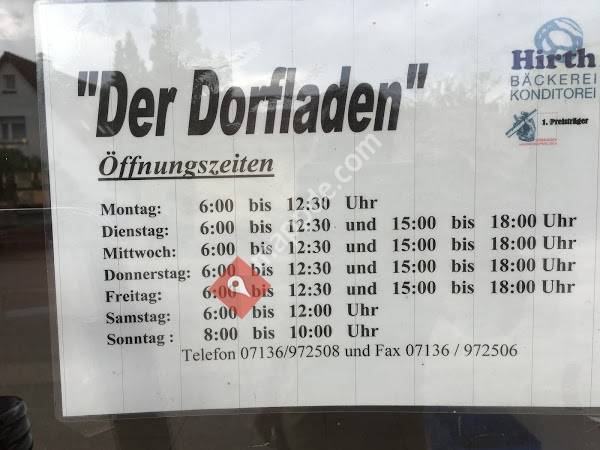 "Der Dorfladen"
Hirth
BÄCKEREI
KONDITOREI
1. Preisträger
Öffnungszeiten
Montag: 6:00 bis 12:30 Uhr
Dienstag: 6:00 bis 12:30 und 15:00 bis 18:00 Uhr
Mittwoch: 6:00 bis 12:30 und 15:00 bis 18:00 Uhr
Donnerstag: 6:00 bis 12:30 und 15:00 bis 18:00 Uhr
Freitag: 6:00 bis 12:30 und 15:00 bis 18:00 Uhr
Samstag: 6:00 bis 12:00 Uhr
Sonntag : 8:00 bis 10:00 Uhr
Telefon 07136/972508 und Fax 07136 / 972506